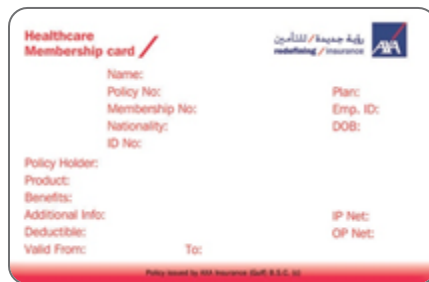 Healthcare
Membership card
رؤية جديدة / للتأمين
redefining / insurance
AXA
Name:
Policy No: Plan:
Membership No: Emp. ID:
Nationality: DOB:
ID No:
Policy Holder:
Product:
Benefits:
Additional Info: IP Net:
Deductible: OP Net:
Valid From: To:
Policy issued by AXA Insurance (Gulf) B.S.C. (c)